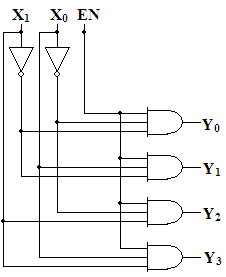 X₁ X₀ EN
Y₀
Y₁
Y₂
Y₃